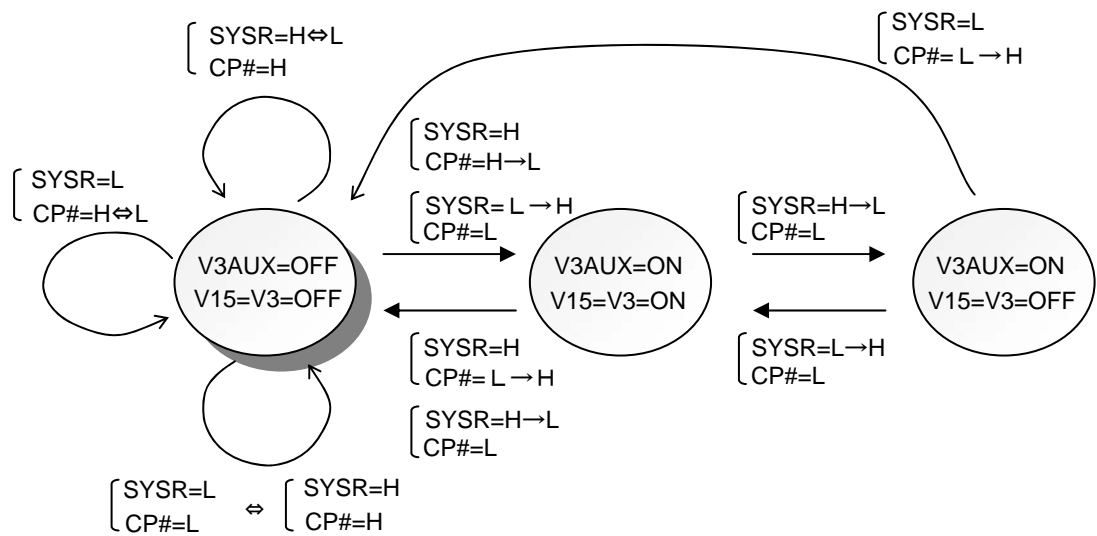 SYSR=H⇔L
CP#=H
SYSR=L
CP#=L→H
SYSR=H
CP#=H→L
SYSR=L
CP#=H⇔L
SYSR=L→H
CP#=L
SYSR=H→L
CP#=L
V3AUX=OFF
V15=V3=OFF
V3AUX=ON
V15=V3=ON
V3AUX=ON
V15=V3=OFF
SYSR=H
CP#=L→H
SYSR=L→H
CP#=L
SYSR=H→L
CP#=L
SYSR=L
CP#=L
⇔
SYSR=H
CP#=H